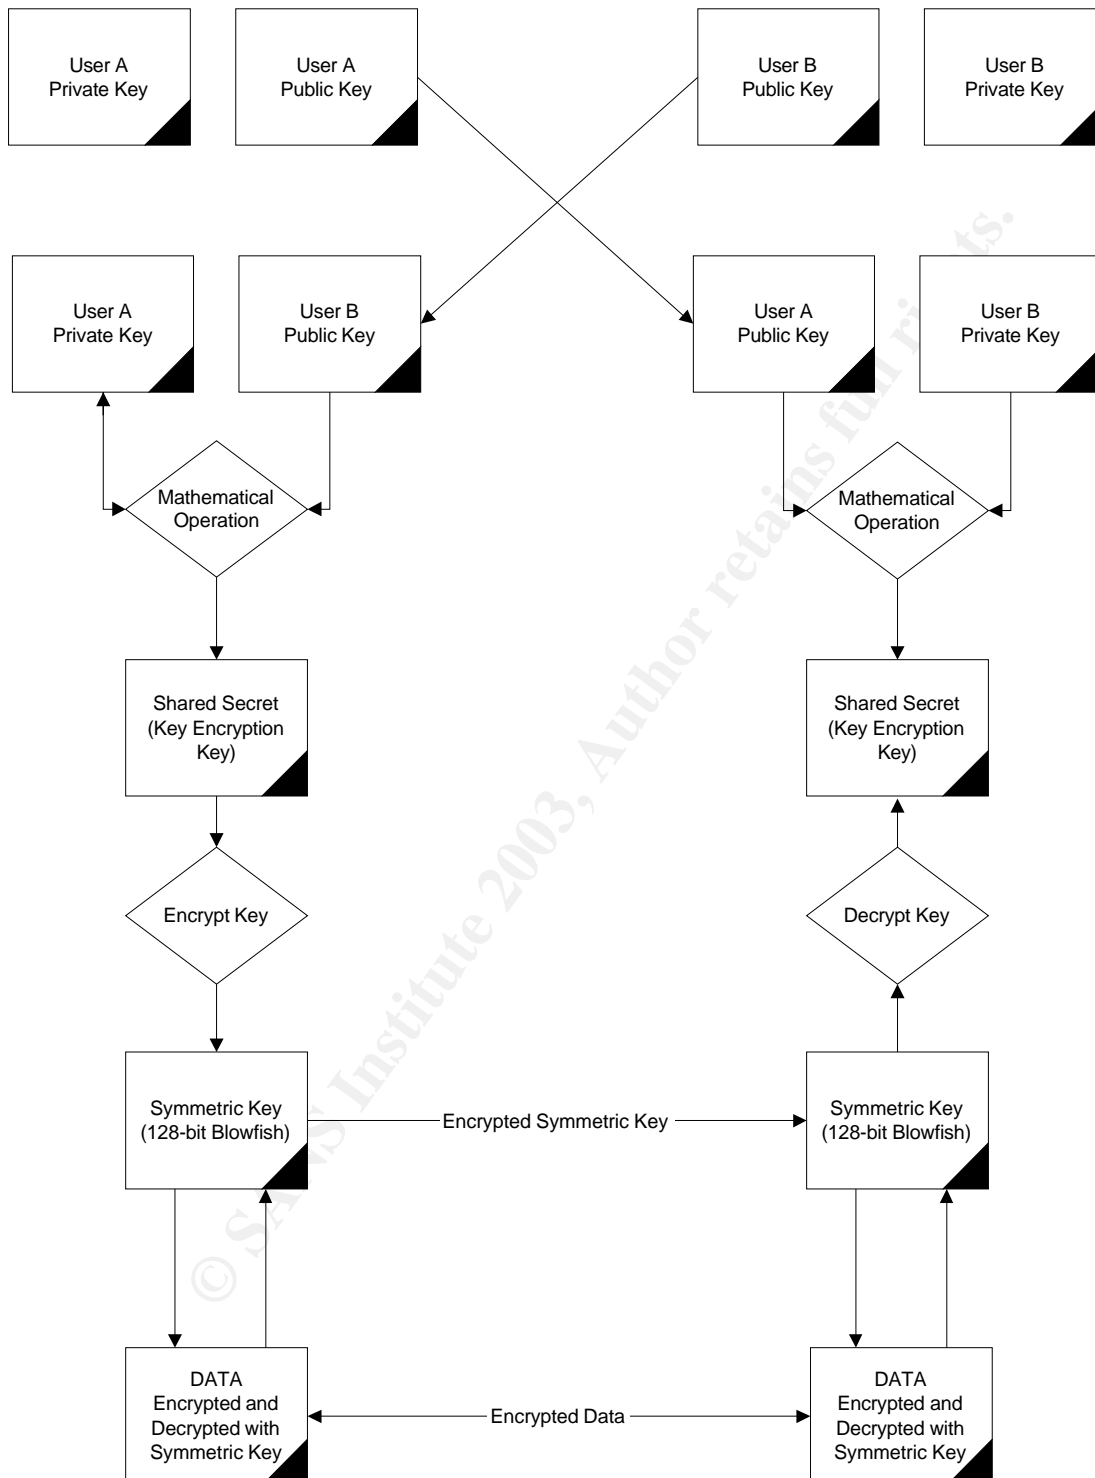 User A
Private Key
User A
Public Key
User B
Public Key
User B
Private Key
User A
Private Key
User B
Public Key
User A
Public Key
User B
Private Key
Mathematical
Operation
Mathematical
Operation
Shared Secret
(Key Encryption
Key)
Shared Secret
(Key Encryption
Key)
Encrypt Key
Decrypt Key
Symmetric Key
(128-bit Blowfish)
Encrypted Symmetric Key
Symmetric Key
(128-bit Blowfish)
DATA
Encrypted and
Decrypted with
Symmetric Key
Encrypted Data
DATA
Encrypted and
Decrypted with
Symmetric Key
© SANS Institute 2003, Author retains full rights.